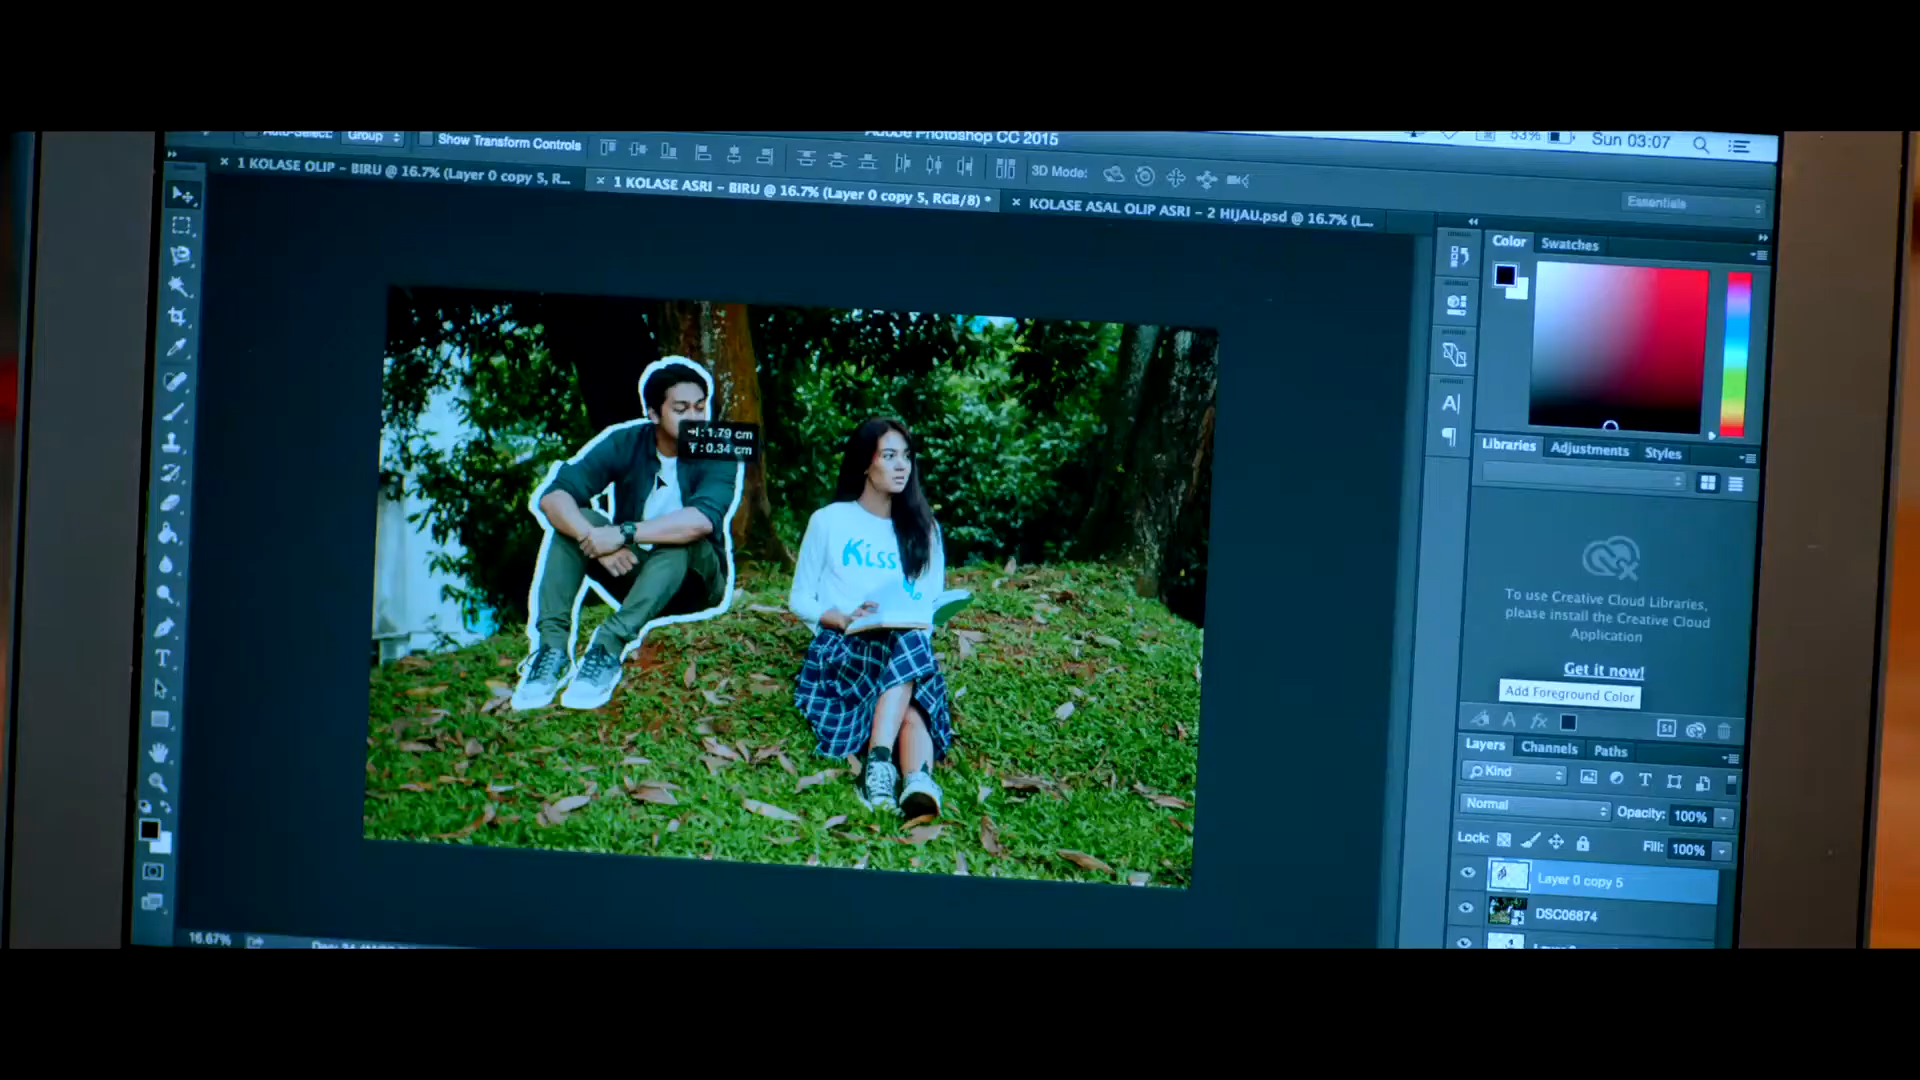 Adobe Photoshop CC 2015
53%
Sun 03:07
Auto-Select:
Group
Show Transform Controls
3D Mode:
Essentials
× 1 KOLASE OLIP – BIRU @ 16.7% (Layer 0 copy 5, R...
× 1 KOLASE ASRI – BIRU @ 16.7% (Layer 0 copy 5, RGB/8) *
× KOLASE ASAL OLIP ASRI – 2 HIJAU.psd @ 16.7% (L...
Color
Swatches
: 1.79 cm
: 0.34 cm
Kiss
Libraries
Adjustments
Styles
To use Creative Cloud Libraries,
please install the Creative Cloud
Application
Get it now!
Add Foreground Color
Layers
Channels
Paths
Kind
Normal
Opacity: 100%
Lock:
Fill: 100%
Layer 0 copy 5
DSC06874
16.67%